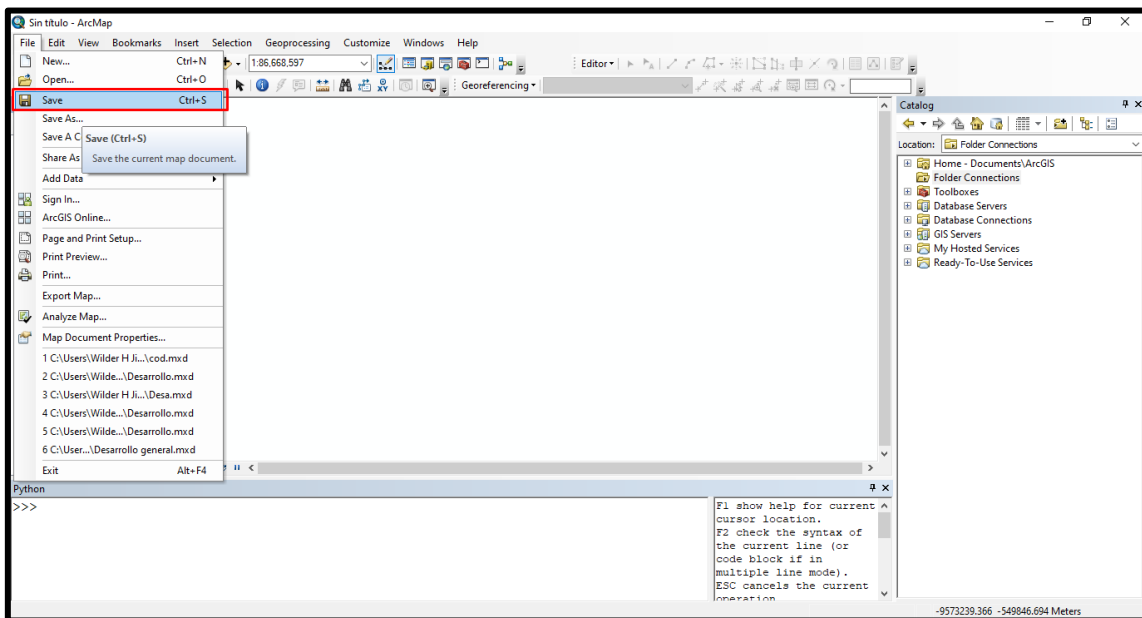 Sin título - ArcMap
File Edit View Bookmarks Insert Selection Geoprocessing Customize Windows Help
New... Ctrl+N
1:86,668,597
Editor
Open... Ctrl+O
Georeferencing
Save Ctrl+S
Save As...
Save A C
Save (Ctrl+S)
Save the current map document.
Share As
Add Data
Sign In...
ArcGIS Online...
Page and Print Setup...
Print Preview...
Print...
Export Map...
Analyze Map...
Map Document Properties...
1 C:\Users\Wilder H Ji...\cod.mxd
2 C:\Users\Wilde...\Desarrollo.mxd
3 C:\Users\Wilder H Ji...\Desa.mxd
4 C:\Users\Wilde...\Desarrollo.mxd
5 C:\Users\Wilde...\Desarrollo.mxd
6 C:\User...\Desarrollo general.mxd
Exit Alt+F4
Catalog
Location: Folder Connections
Home - Documents\ArcGIS
Folder Connections
Toolboxes
Database Servers
Database Connections
GIS Servers
My Hosted Services
Ready-To-Use Services
Python
>>>
F1 show help for current
cursor location.
F2 check the syntax of
the current line (or
code block if in
multiple line mode).
ESC cancels the current
operation
-9573239.366 -549846.694 Meters